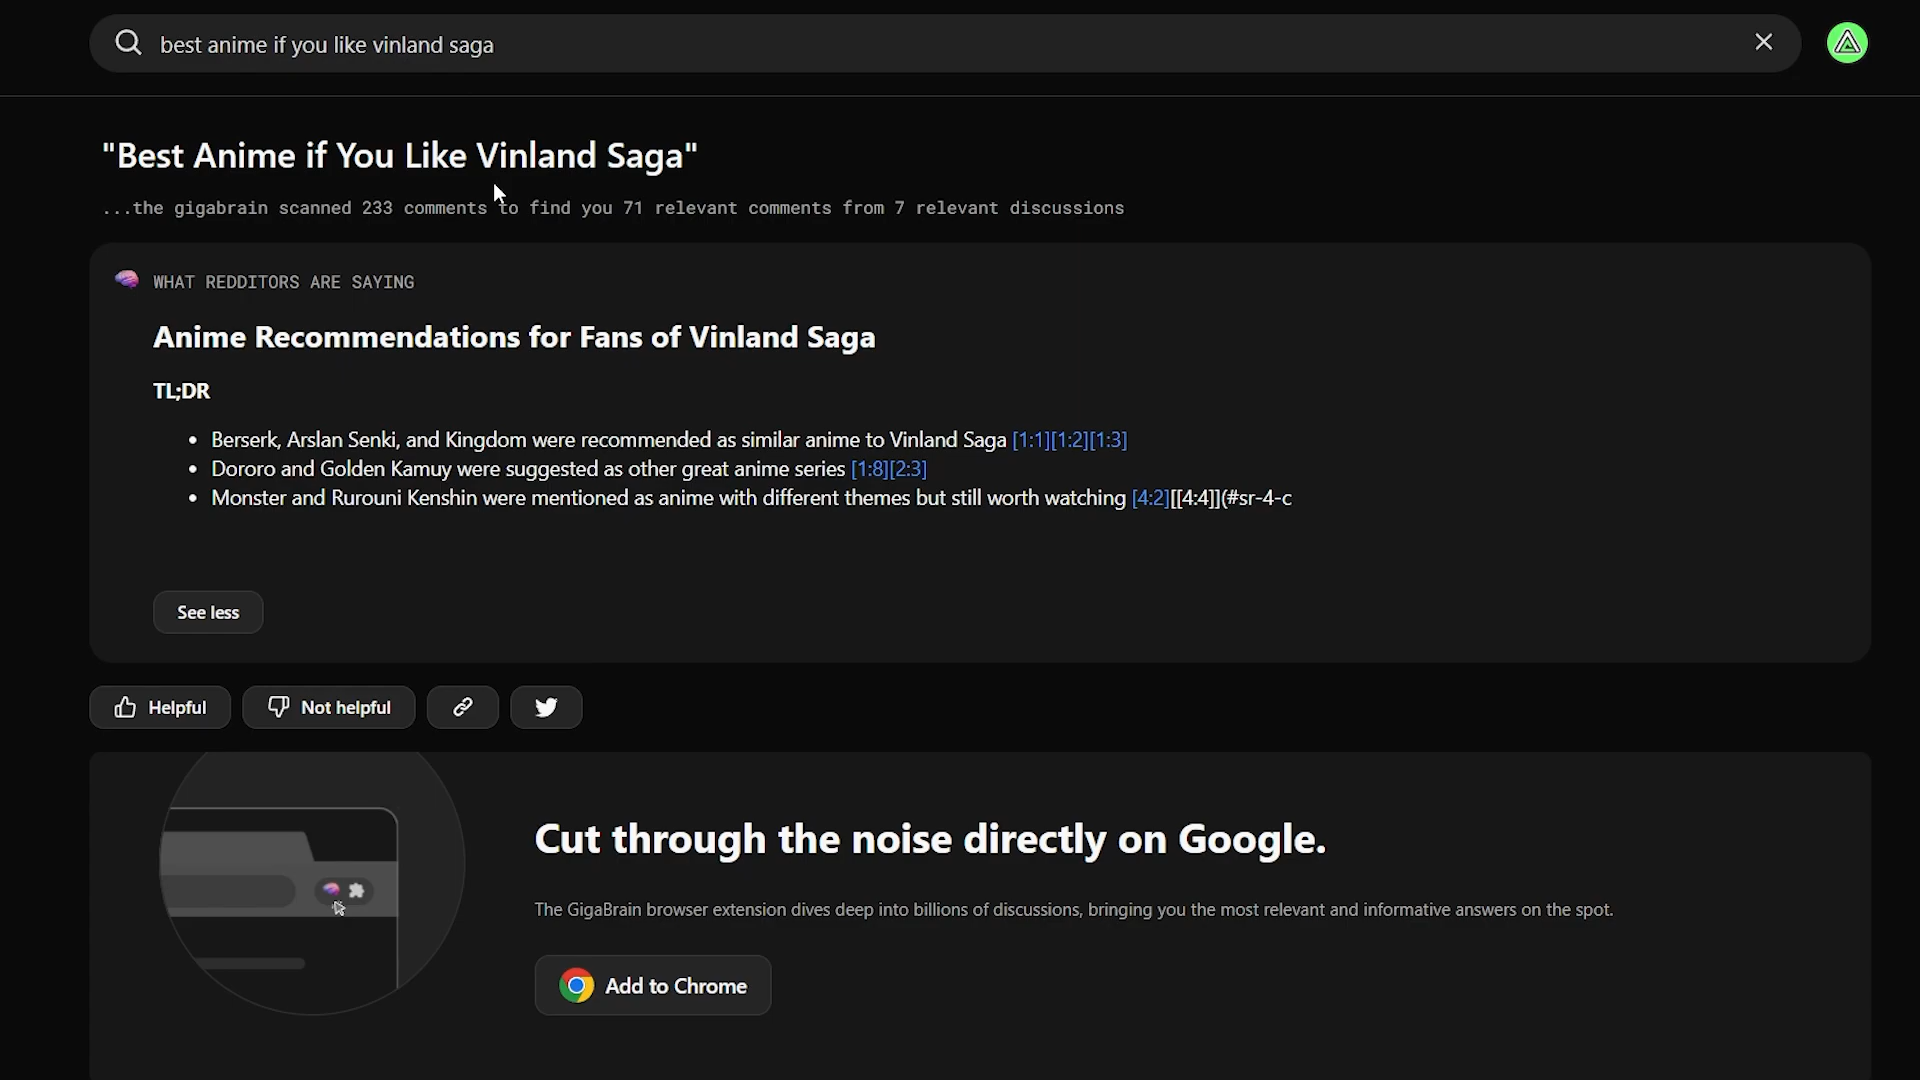 best anime if you like vinland saga
"Best Anime if You Like Vinland Saga"
...the gigabrain scanned 233 comments to find you 71 relevant comments from 7 relevant discussions
WHAT REDDITORS ARE SAYING
Anime Recommendations for Fans of Vinland Saga
TL;DR
• Berserk, Arslan Senki, and Kingdom were recommended as similar anime to Vinland Saga [1:1][1:2][1:3]
• Dororo and Golden Kamuy were suggested as other great anime series [1:8][2:3]
• Monster and Rurouni Kenshin were mentioned as anime with different themes but still worth watching [4:2][[4:4]](#sr-4-c
See less
Helpful Not helpful
Cut through the noise directly on Google.
The GigaBrain browser extension dives deep into billions of discussions, bringing you the most relevant and informative answers on the spot.
Add to Chrome